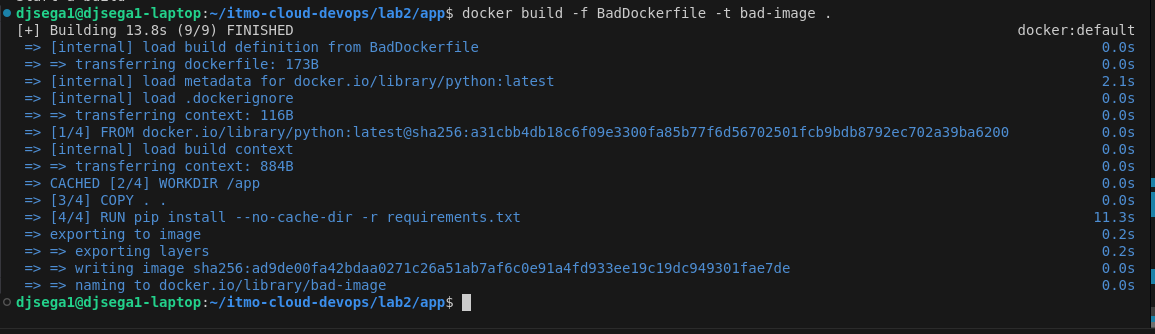 djsega1@djsega1-laptop:~/itmo-cloud-devops/lab2/app$ docker build -f BadDockerfile -t bad-image .
[+] Building 13.8s (9/9) FINISHED docker:default
=> [internal] load build definition from BadDockerfile 0.0s
=> => transferring dockerfile: 173B 0.0s
=> [internal] load metadata for docker.io/library/python:latest 2.1s
=> [internal] load .dockerignore 0.0s
=> => transferring context: 116B 0.0s
=> [1/4] FROM docker.io/library/python:latest@sha256:a31cbb4db18c6f09e3300fa85b77f6d56702501fcb9bdb8792ec702a39ba6200 0.0s
=> [internal] load build context 0.0s
=> => transferring context: 884B 0.0s
=> CACHED [2/4] WORKDIR /app 0.0s
=> [3/4] COPY . . 0.0s
=> [4/4] RUN pip install --no-cache-dir -r requirements.txt 11.3s
=> exporting to image 0.2s
=> => exporting layers 0.2s
=> => writing image sha256:ad9de00fa42bdaa0271c26a51ab7af6c0e91a4fd933ee19c19dc949301fae7de 0.0s
=> => naming to docker.io/library/bad-image 0.0s
djsega1@djsega1-laptop:~/itmo-cloud-devops/lab2/app$